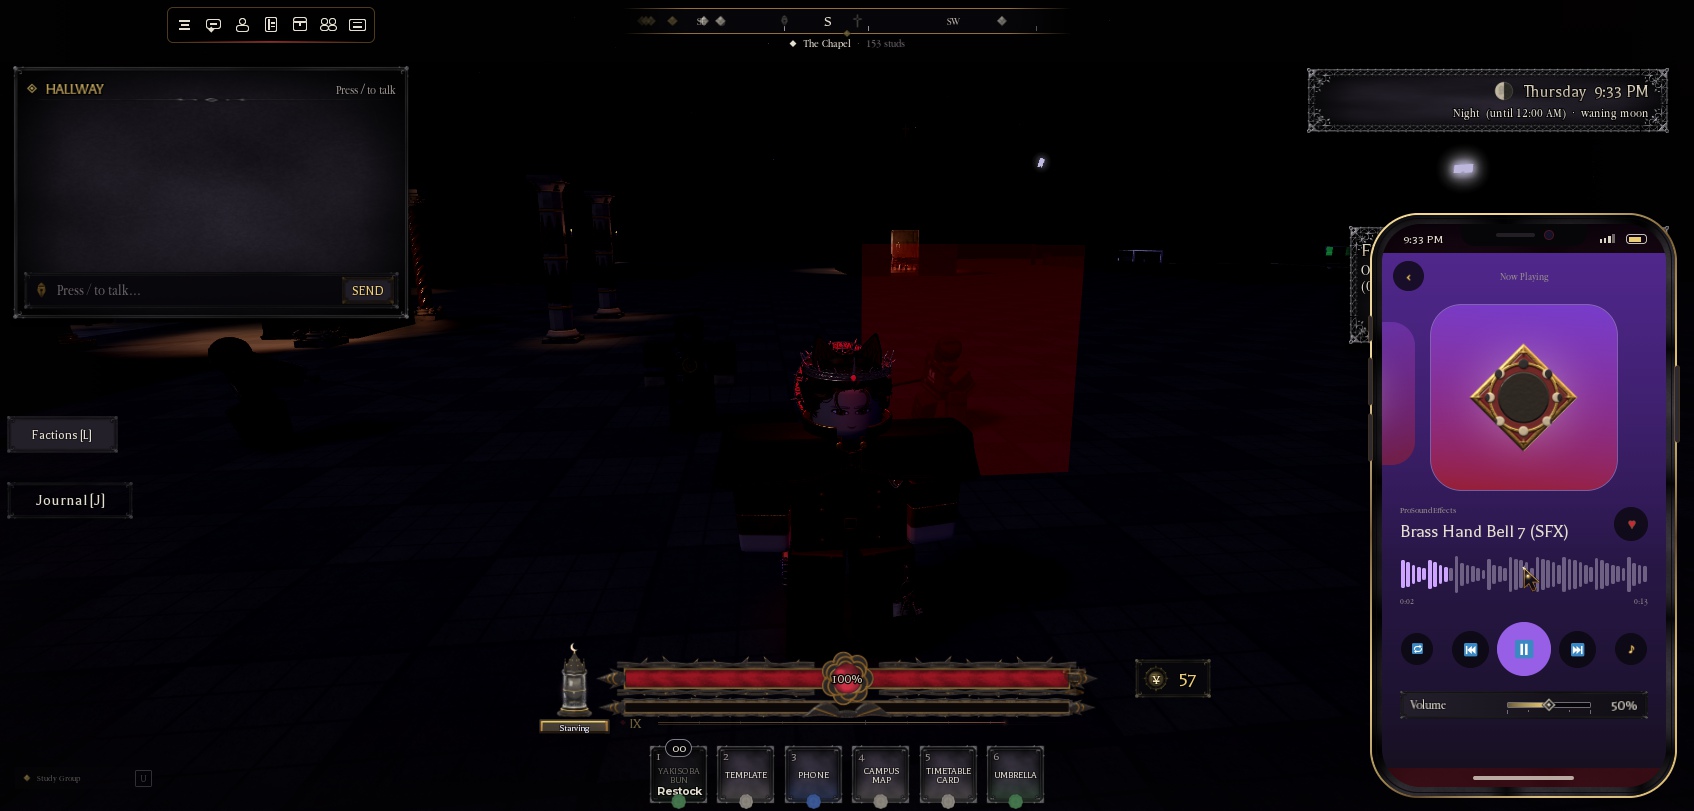 S
SW
The Chapel · 153 studs
HALLWAY
Press / to talk
Press / to talk...
SEND
Thursday 9:33 PM
Night (until 12:00 AM) · waning moon
9:33 PM
Now Playing
ProSoundEffects
Brass Hand Bell 7 (SFX)
0:02
0:13
Volume
50%
Factions [L]
Journal [J]
100%
¥ 57
Starving
IX
1
00
YAKISOBA
BUN
Restock
2
TEMPLATE
3
PHONE
4
CAMPUS
MAP
5
TIMETABLE
CARD
6
UMBRELLA
Study Group
U